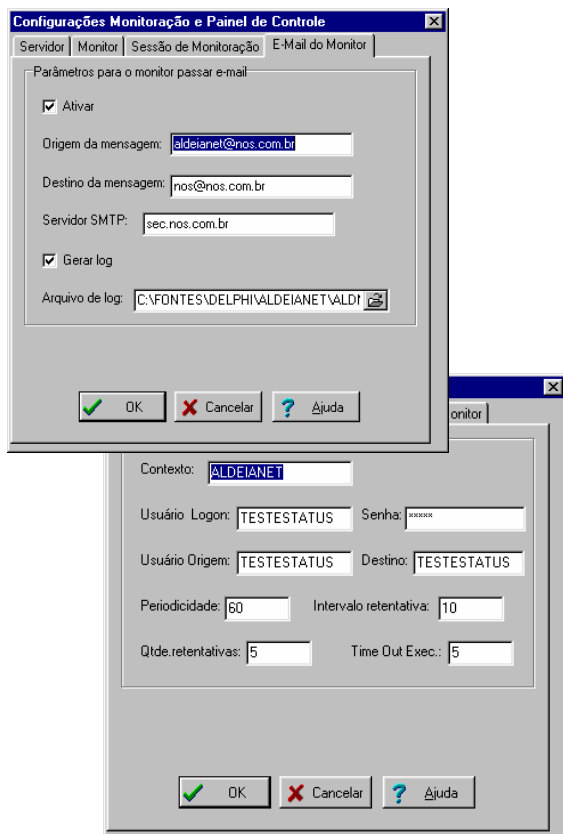 Configurações Monitoração e Painel de Controle
Servidor Monitor Sessão de Monitoração E-Mail do Monitor
Parâmetros para o monitor passar e-mail
Ativar
Origem da mensagem: aldeianet@nos.com.br
Destino da mensagem: nos@nos.com.br
Servidor SMTP: sec.nos.com.br
Gerar log
Arquivo de log: C:\FONTES\DELPHI\ALDEIANET\ALDI
OK Cancelar Ajuda
onitor
Contexto: ALDEIANET
Usuário Logon: TESTESTATUS Senha: *****
Usuário Origem: TESTESTATUS Destino: TESTESTATUS
Periodicidade: 60 Intervalo retentativa: 10
Qtde.retentativas: 5 Time Out Exec.: 5
OK Cancelar Ajuda